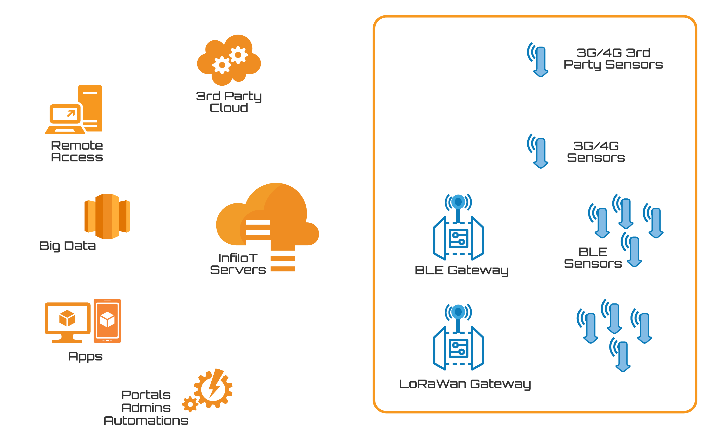 3rd Party
Cloud
Remote
Access
Big Data
InfiIoT
Servers
Apps
Portals
Admins
Automations
3G/4G 3rd
Party Sensors
3G/4G
Sensors
BLE Gateway
BLE
Sensors
LoRaWan Gateway